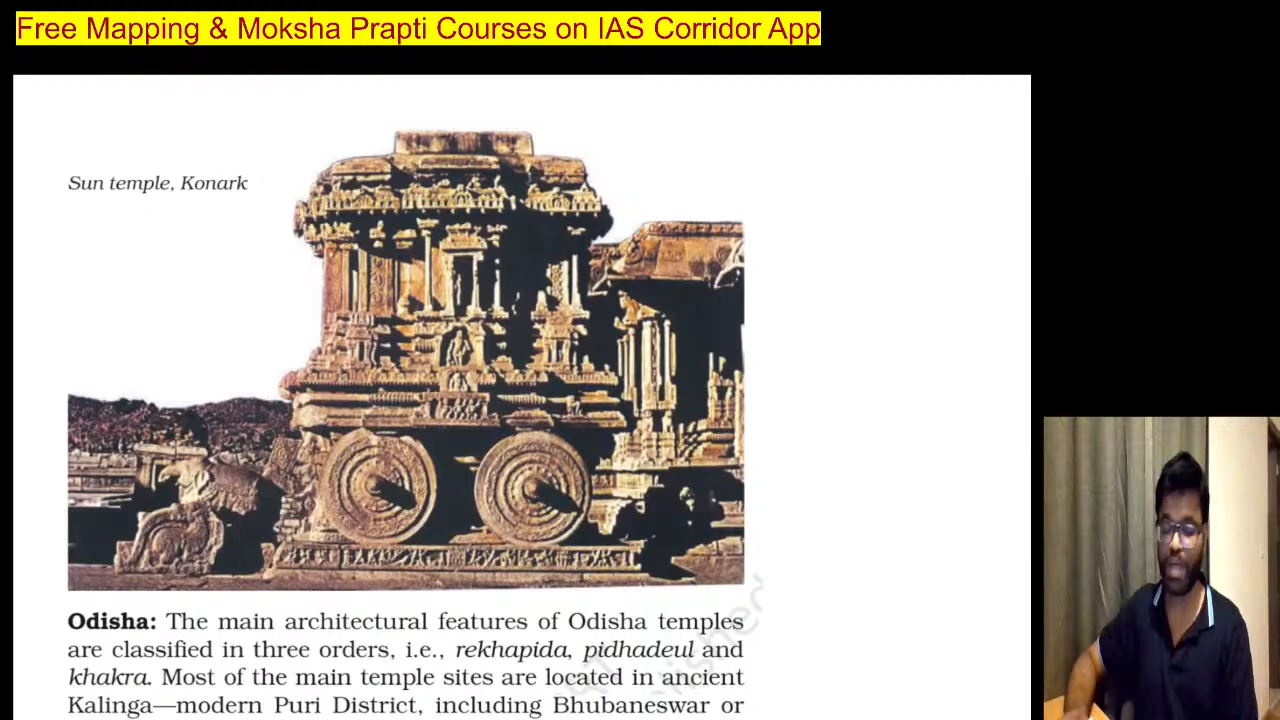 Free Mapping & Moksha Prapti Courses on IAS Corridor App
Sun temple, Konark
Odisha: The main architectural features of Odisha temples
are classified in three orders, i.e., rekhapida, pidhadeul and
khakra. Most of the main temple sites are located in ancient
Kalinga—modern Puri District, including Bhubaneswar or